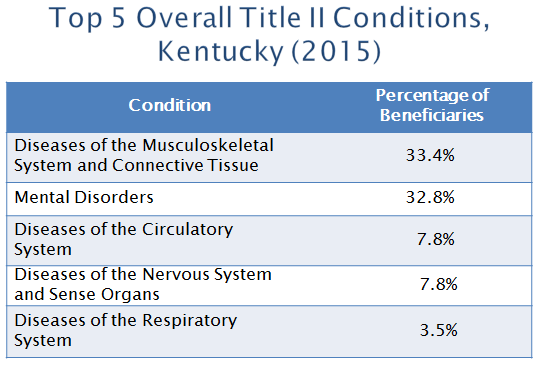 Top 5 Overall Title II Conditions,
Kentucky (2015)
Condition
Percentage of
Beneficiaries
Diseases of the Musculoskeletal
System and Connective Tissue
33.4%
Mental Disorders
32.8%
Diseases of the Circulatory
System
7.8%
Diseases of the Nervous System
and Sense Organs
7.8%
Diseases of the Respiratory
System
3.5%